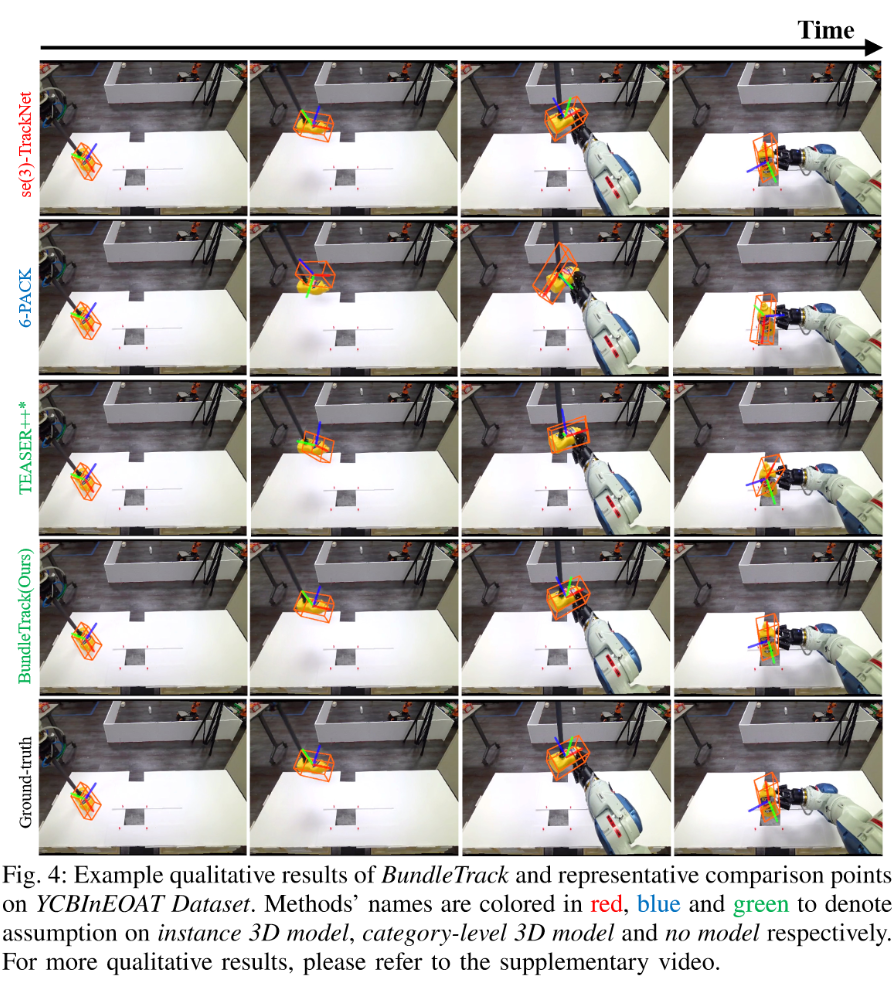 Time
se(3)-TrackNet
6-PACK
TEASER++*
BundleTrack(Ours)
Ground-truth
Fig. 4: Example qualitative results of BundleTrack and representative comparison points
on YCBInEOAT Dataset. Methods' names are colored in red, blue and green to denote
assumption on instance 3D model, category-level 3D model and no model respectively.
For more qualitative results, please refer to the supplementary video.